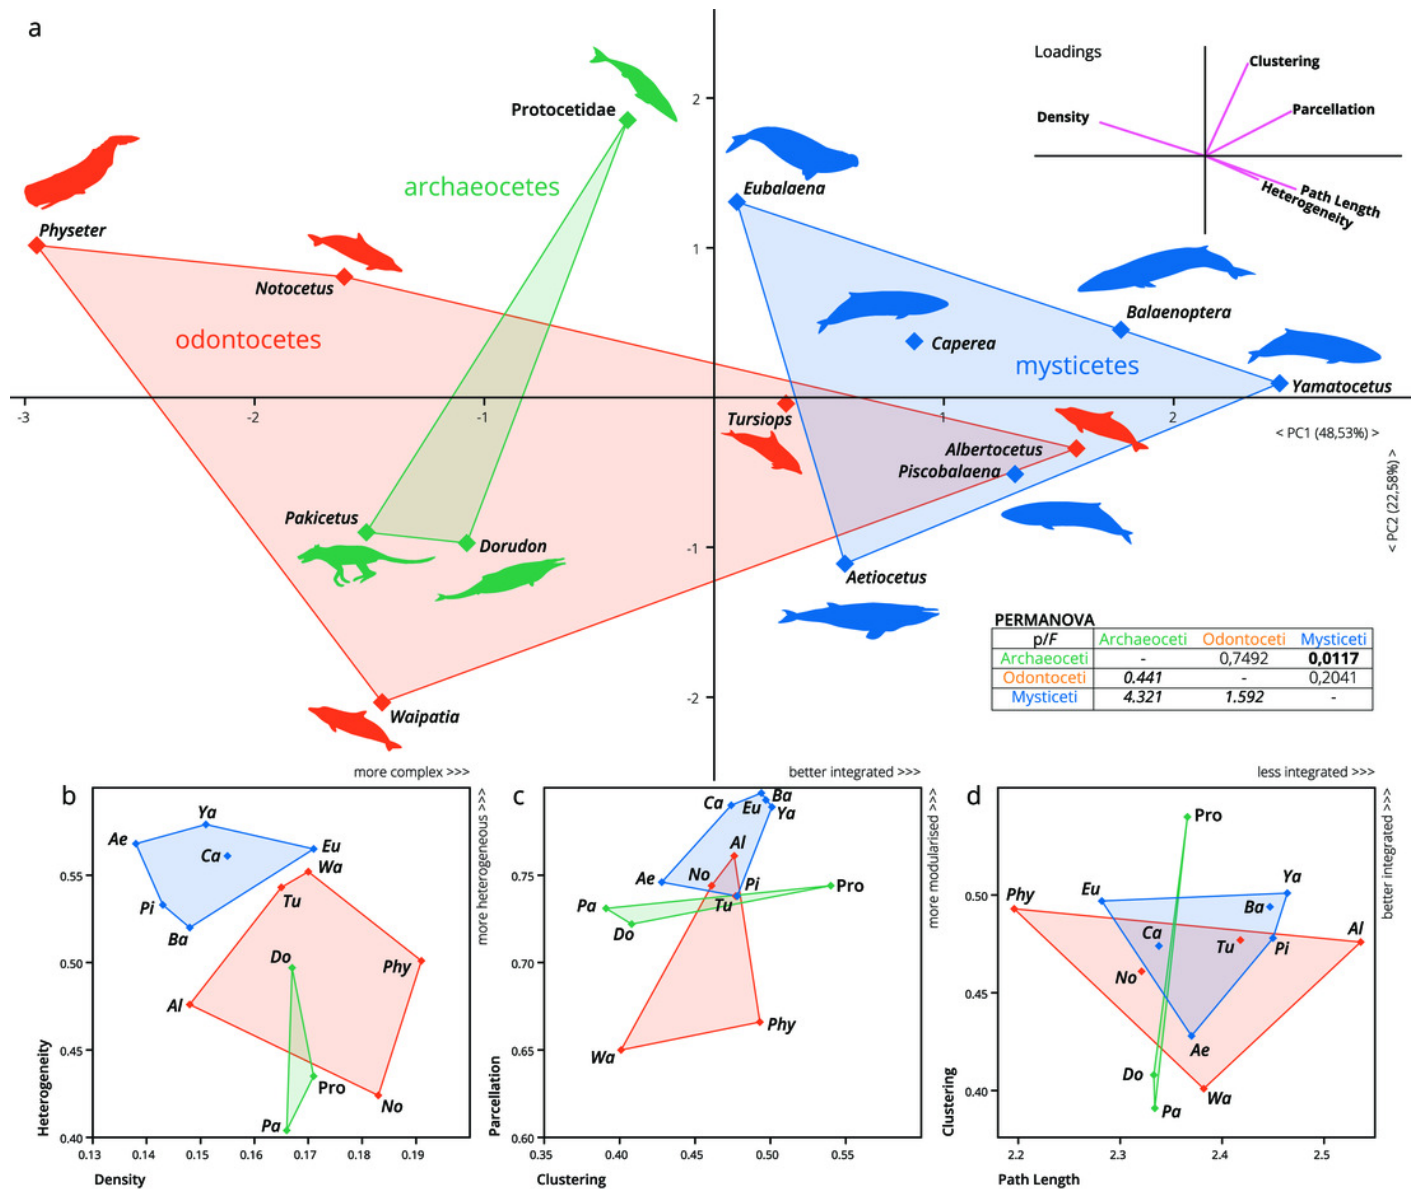 a
Loadings
Clustering
Parcellation
Density
Path Length
Heterogeneity
Protocetidae
archaeocetes
Eubalaena
Physeter
Notocetus
odontocetes
Balaenoptera
Caperea
mysticetes
Yamatocetus
Tursiops
Albertocetus
Piscobalaena
Pakicetus
Dorudon
Aetiocetus
Waipatia
2
1
-1
-2
-3 -2 -1 1 2
< PC1 (48,53%) >
< PC2 (22,58%) >
PERMANOVA
p/F Archaeoceti Odontoceti Mysticeti
Archaeoceti - 0,7492 0,0117
Odontoceti 0.441 - 0,2041
Mysticeti 4.321 1.592 -
b
more complex >>>
more heterogeneous >>>
Ya
Ae
Ca
Eu
Wa
Tu
Pi
Ba
Do
Phy
Al
Pro
No
Pa
0.55
0.50
0.45
0.40
0.13 0.14 0.15 0.16 0.17 0.18 0.19
Heterogeneity
Density
c
better integrated >>>
more modularised >>>
Ca
Eu
Ba
Ya
Al
No
Ae
Pi
Pro
Pa
Tu
Do
Phy
Wa
0.75
0.70
0.65
0.60
0.35 0.40 0.45 0.50 0.55
Parcellation
Clustering
d
less integrated >>>
better integrated >>>
Pro
Ya
Eu
Phy
Ba
Ca
Tu
Pi
Al
No
Ae
Do
Pa
Wa
0.50
0.45
0.40
2.2 2.3 2.4 2.5
Clustering
Path Length